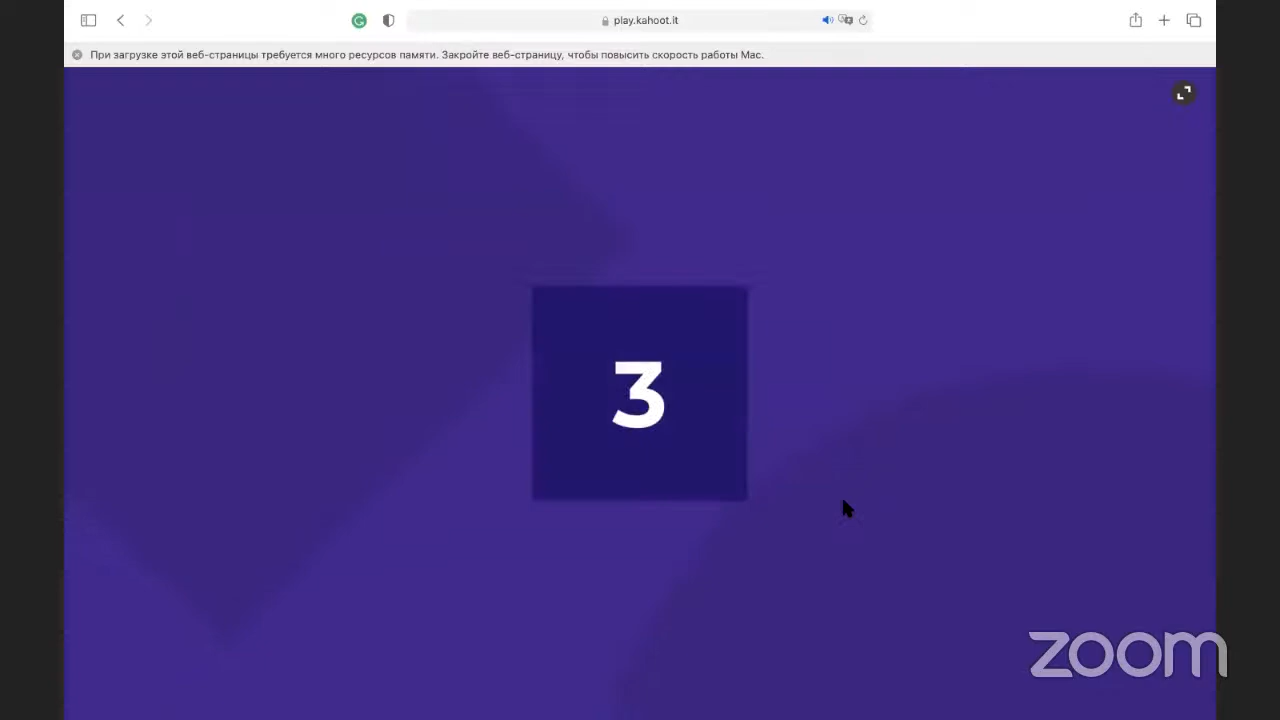 play.kahoot.it
При загрузке этой веб-страницы требуется много ресурсов памяти. Закройте веб-страницу, чтобы повысить скорость работы Mac.
3
zoom